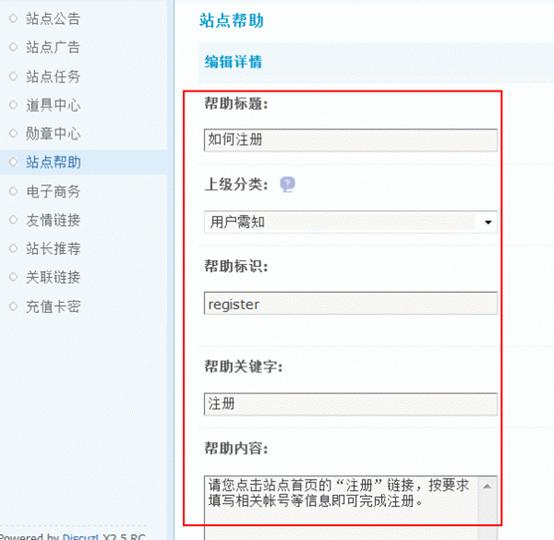 站点公告
站点广告
站点任务
道具中心
勋章中心
站点帮助
电子商务
友情链接
站长推荐
关联链接
充值卡密
Powered by Discuz! X2.5 RC
站点帮助
编辑详情
帮助标题:
如何注册
上级分类:
?
用户需知
帮助标识:
register
帮助关键字:
注册
帮助内容:
请您点击站点首页的“注册”链接，按要求
填写相关帐号等信息即可完成注册。